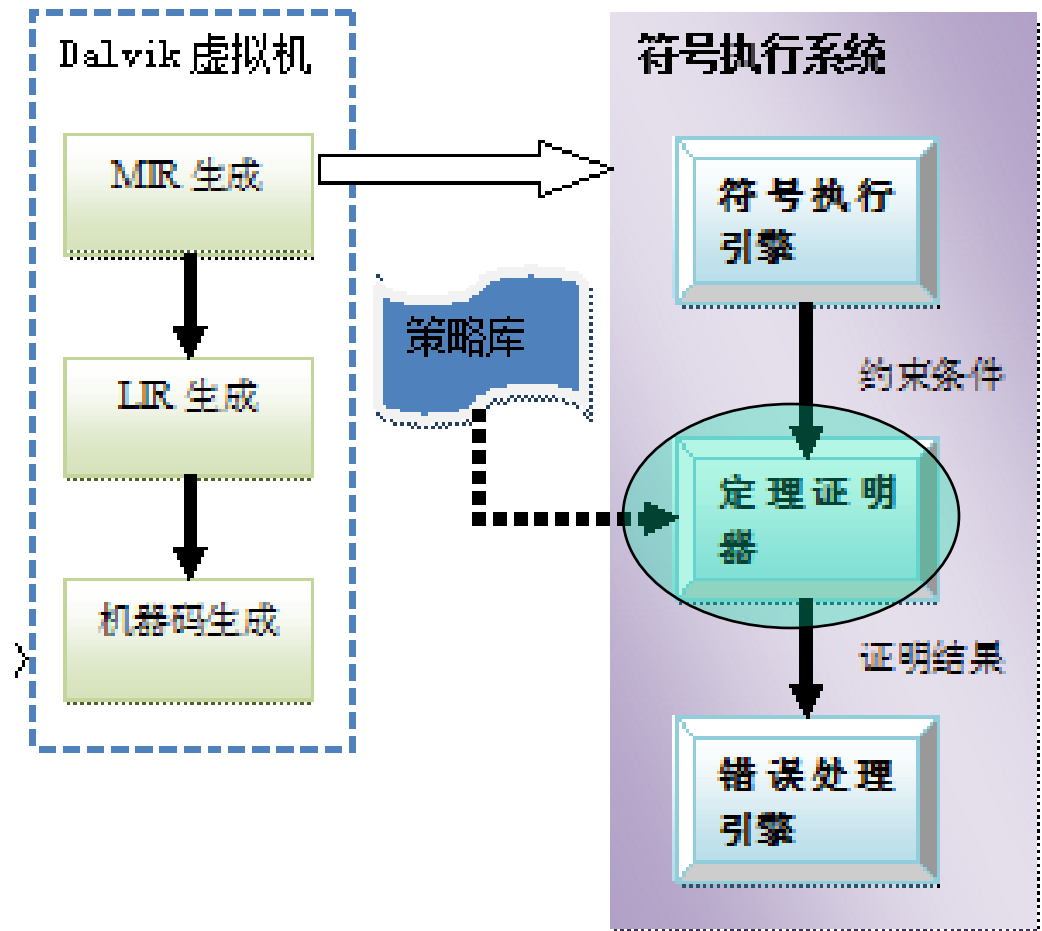 Dalvik 虚拟机
MIR 生成
LIR 生成
机器码生成
策略库
符号执行系统
符号执行
引擎
约束条件
定理证明
器
证明结果
错误处理
引擎